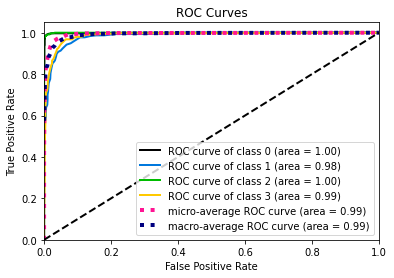 ROC Curves
True Positive Rate
1.0
0.8
0.6
0.4
0.2
0.0
ROC curve of class 0 (area = 1.00)
ROC curve of class 1 (area = 0.98)
ROC curve of class 2 (area = 1.00)
ROC curve of class 3 (area = 0.99)
micro-average ROC curve (area = 0.99)
macro-average ROC curve (area = 0.99)
0.0 0.2 0.4 0.6 0.8 1.0
False Positive Rate